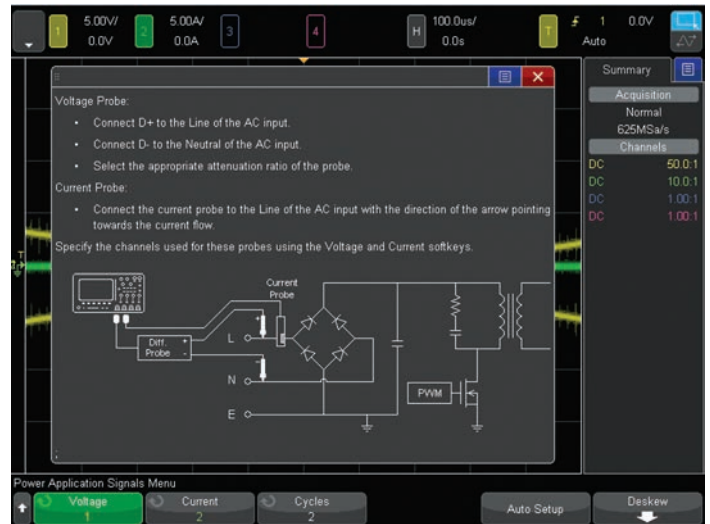 1 5.00V/ 0.0V 2 5.00A/ 0.0A 3 4 H 100.0us/ 0.0s T 1 0.0V Auto
Summary
Acquisition
Normal
625MSa/s
Channels
DC 50.0:1
DC 10.0:1
DC 1.00:1
DC 1.00:1
Voltage Probe:
• Connect D+ to the Line of the AC input.
• Connect D- to the Neutral of the AC input.
• Select the appropriate attenuation ratio of the probe.
Current Probe:
• Connect the current probe to the Line of the AC input with the direction of the arrow pointing
towards the current flow.
Specify the channels used for these probes using the Voltage and Current softkeys.
Current
Probe
Diff. +
Probe -
+
L
-
N
E
PWM
;
T
Power Application Signals Menu
Voltage
1
Current
2
Cycles
2
Auto Setup
Deskew